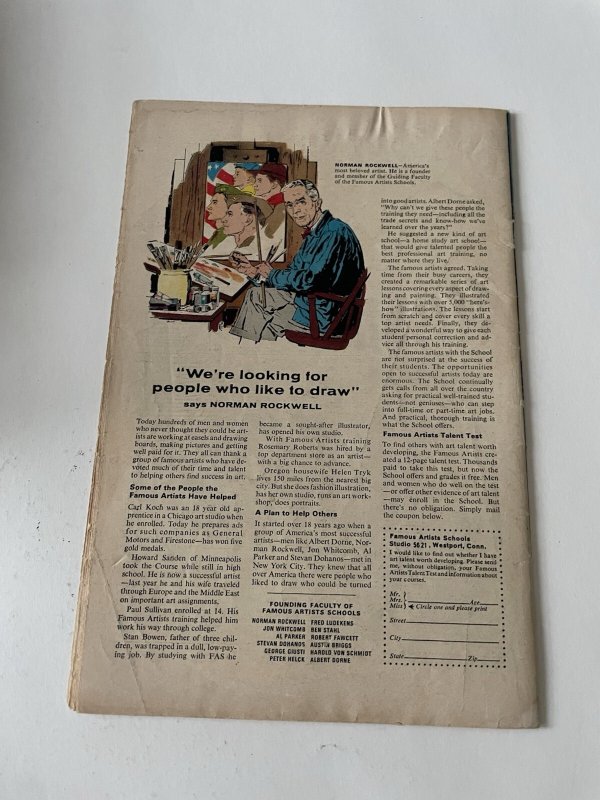 NORMAN ROCKWELL—America's
most beloved artist. He is a founder
and member of the Guiding Faculty
of the Famous Artists Schools.
"We're looking for
people who like to draw"
says NORMAN ROCKWELL
Today hundreds of men and women
who never thought they could be art-
ists are working at easels and drawing
boards, making pictures and getting
well paid for it. They all can thank a
group of famous artists who have de-
voted much of their time and talent
to helping others find success in art.
Some of the People the
Famous Artists Have Helped
Carl Koch was an 18 year old ap-
prentice in a Chicago art studio when
he enrolled. Today he prepares ads
for such companies as General
Motors and Firestone—has won five
gold medals.
Howard Sanden of Minneapolis
took the Course while still in high
school. He is now a successful artist
—last year he and his wife traveled
through Europe and the Middle East
on important art assignments.
Paul Sullivan enrolled at 14. His
Famous Artists training helped him
work his way through college.
Stan Bowen, father of three chil-
dren, was trapped in a dull, low-pay-
ing job. By studying with FAS he
became a sought-after illustrator,
has opened his own studio.
With Famous Artists training
Rosemary Roberts was hired by a
top department store as an artist—
with a big chance to advance.
Oregon housewife Helen Tryk
lives 150 miles from the nearest big
city. But she does fashion illustration,
has her own studio, runs an art work-
shop, does portraits.
A Plan to Help Others
It started over 18 years ago when a
group of America's most successful
artists—men like Albert Dorne, Nor-
man Rockwell, Jon Whitcomb, Al
Parker and Stevan Dohanos—met in
New York City. They knew that all
over America there were people who
liked to draw who could be turned
FOUNDING FACULTY OF
FAMOUS ARTISTS SCHOOLS
NORMAN ROCKWELL FRED LUDEKENS
JON WHITCOMB BEN STAHL
AL PARKER ROBERT FAWCETT
STEVAN DOHANOS AUSTIN BRIGGS
GEORGE GIUSTI HAROLD VON SCHMIDT
PETER HELCK ALBERT DORNE
into good artists. Albert Dorne asked,
"Why can't we give these people the
training they need—including all the
trade secrets and know-how we've
learned over the years?"
He suggested a new kind of art
school—a home study art school—
that would give talented people the
best professional art training, no
matter where they live.
The famous artists agreed. Taking
time from their busy careers, they
created a remarkable series of art
lessons covering every aspect of draw-
ing and painting. They illustrated
their lessons with over 5,000 "here's-
how" illustrations. The lessons start
from scratch and cover every skill a
top artist needs. Finally, they de-
veloped a wonderful way to give each
student personal correction and ad-
vice all through his training.
The famous artists with the School
are not surprised at the success of
their students. The opportunities
open to successful artists today are
enormous. The School continually
gets calls from all over the country
asking for practical well-trained stu-
dents—not geniuses—who can step
into full-time or part-time art jobs.
And practical, thorough training is
what the School offers.
Famous Artists Talent Test
To find others with art talent worth
developing, the Famous Artists cre-
ated a 12-page talent test. Thousands
paid to take this test, but now the
School offers and grades it free. Men
and women who do well on the test
—or offer other evidence of art talent
—may enroll in the School. But
there's no obligation. Simply mail
the coupon below.
Famous Artists Schools
Studio 5621, Westport, Conn.
I would like to find out whether I have
art talent worth developing. Please send
me, without obligation, your Famous
Artists Talent Test and information about
your courses.
Mr.
Mrs. Age
Miss Circle one and please print
Street
City
State Zip